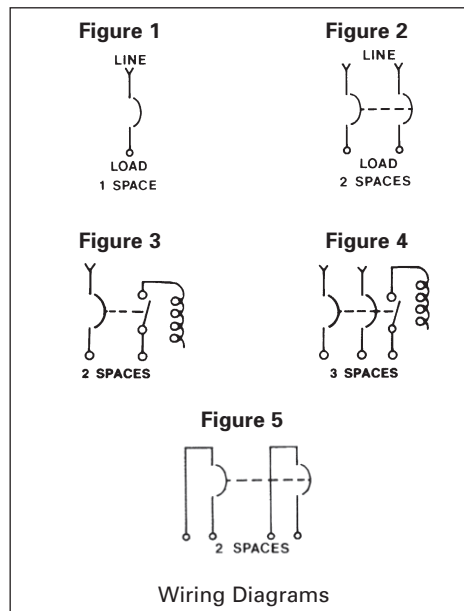 Figure 1
LINE
LOAD
1 SPACE
Figure 2
LINE
LOAD
2 SPACES
Figure 3
2 SPACES
Figure 4
3 SPACES
Figure 5
2 SPACES
Wiring Diagrams